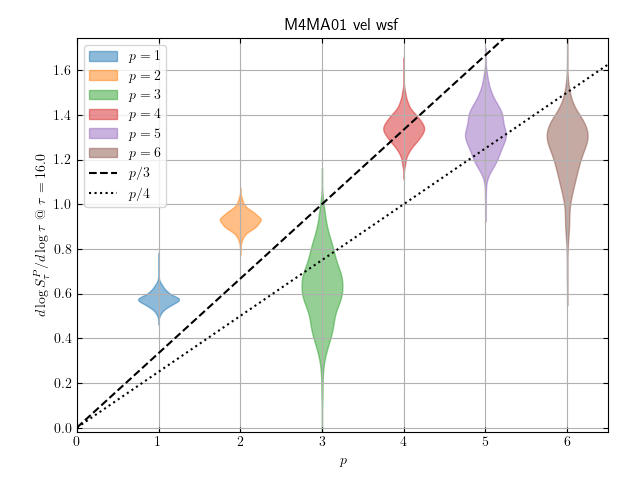 M4MA01 vel wsf
p = 1
p = 2
p = 3
p = 4
p = 5
p = 6
p/3
p/4
1.6
1.4
1.2
1.0
0.8
0.6
0.4
0.2
0.0
d log S_τ^P / d log τ @ τ = 16.0
0 1 2 3 4 5 6
p